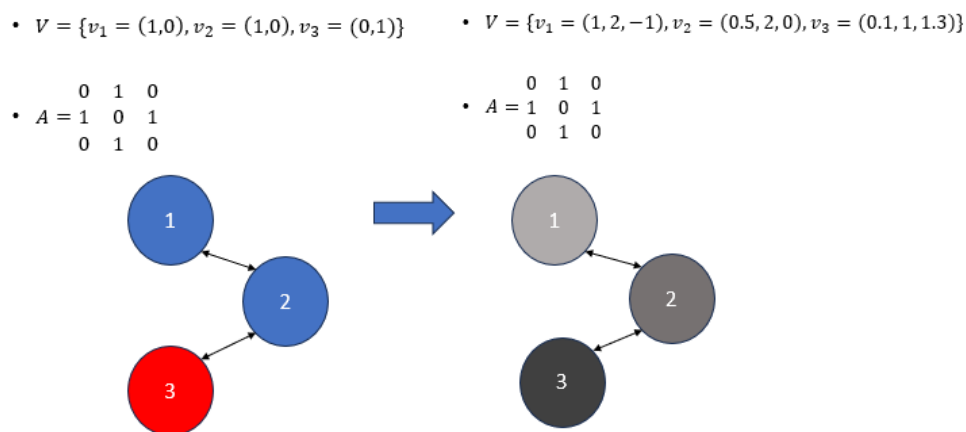 • V = {v₁ = (1,0), v₂ = (1,0), v₃ = (0,1)}
0 1 0
• A = 1 0 1
0 1 0
1
2
3
• V = {v₁ = (1, 2, −1), v₂ = (0.5, 2, 0), v₃ = (0.1, 1, 1.3)}
0 1 0
• A = 1 0 1
0 1 0
1
2
3